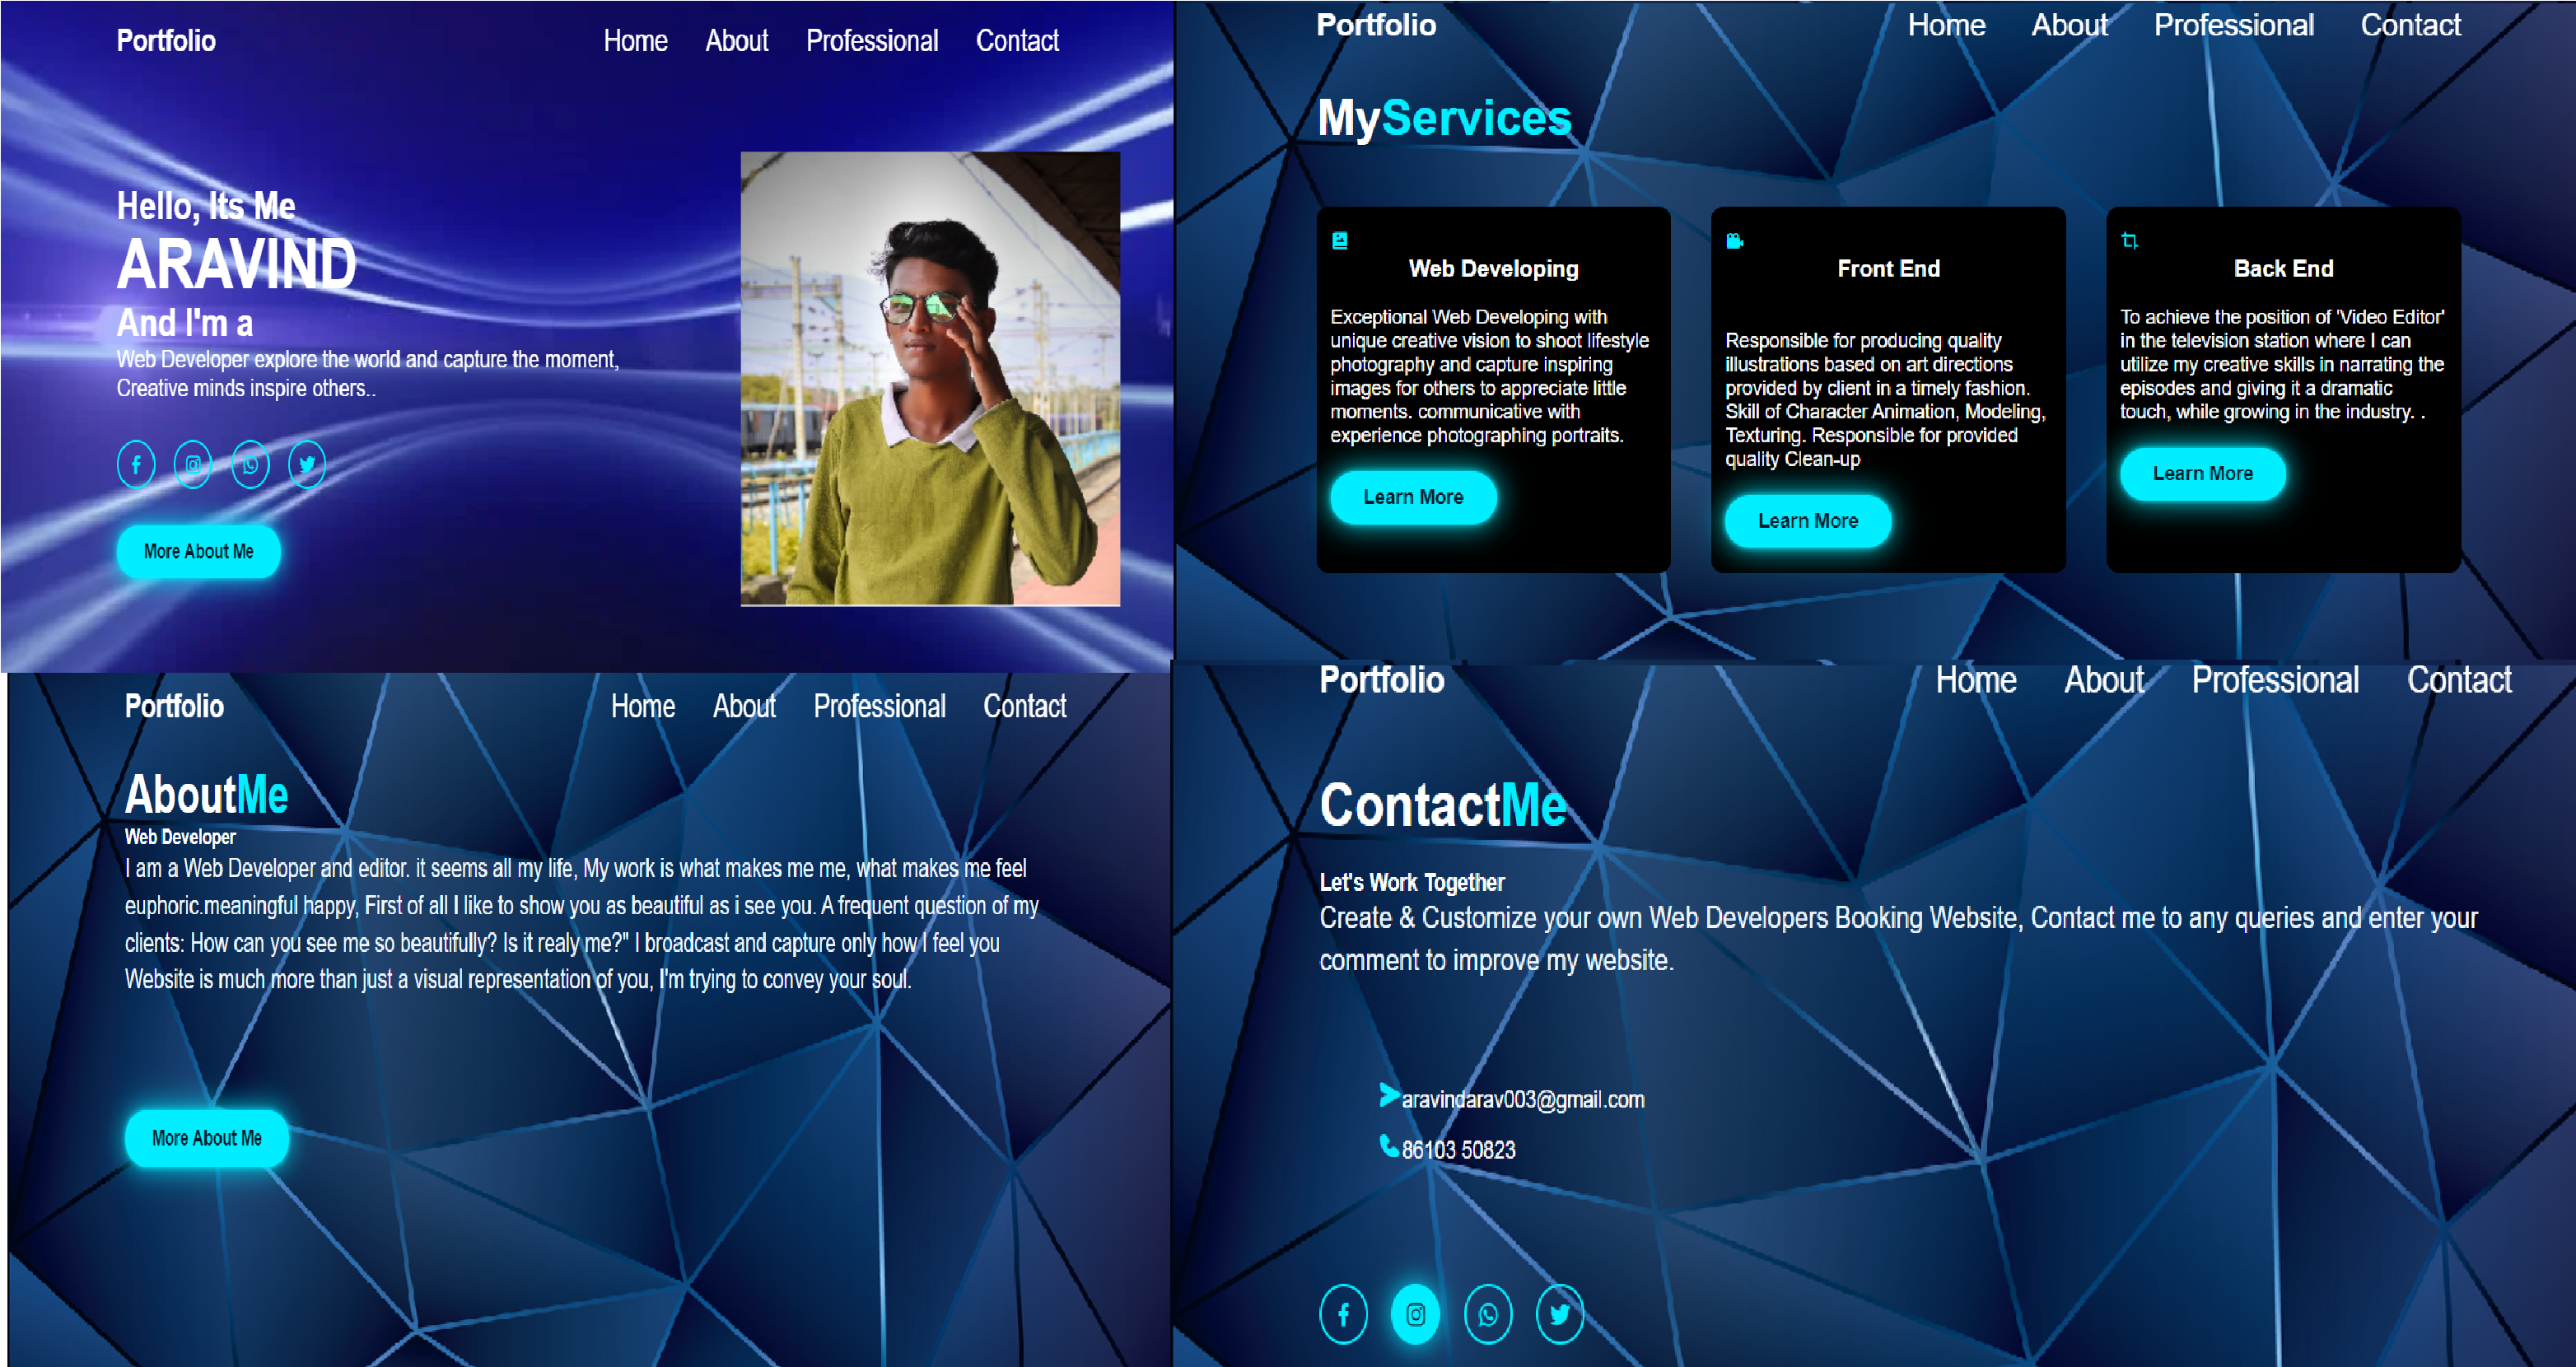 Portfolio
Home About Professional Contact
Hello, Its Me
ARAVIND
And I'm a
Web Developer explore the world and capture the moment,
Creative minds inspire others..
More About Me
Portfolio
Home About Professional Contact
MyServices
Web Developing
Exceptional Web Developing with
unique creative vision to shoot lifestyle
photography and capture inspiring
images for others to appreciate little
moments. communicative with
experience photographing portraits.
Learn More
Front End
Responsible for producing quality
illustrations based on art directions
provided by client in a timely fashion.
Skill of Character Animation, Modeling,
Texturing. Responsible for provided
quality Clean-up
Learn More
Back End
To achieve the position of 'Video Editor'
in the television station where I can
utilize my creative skills in narrating the
episodes and giving it a dramatic
touch, while growing in the industry. .
Learn More
Portfolio
Home About Professional Contact
AboutMe
Web Developer
I am a Web Developer and editor. it seems all my life, My work is what makes me me, what makes me feel
euphoric.meaningful happy, First of all I like to show you as beautiful as i see you. A frequent question of my
clients: How can you see me so beautifully? Is it realy me?" I broadcast and capture only how I feel you
Website is much more than just a visual representation of you, I'm trying to convey your soul.
More About Me
Portfolio
Home About Professional Contact
ContactMe
Let's Work Together
Create & Customize your own Web Developers Booking Website, Contact me to any queries and enter your
comment to improve my website.
aravindarav003@gmail.com
86103 50823